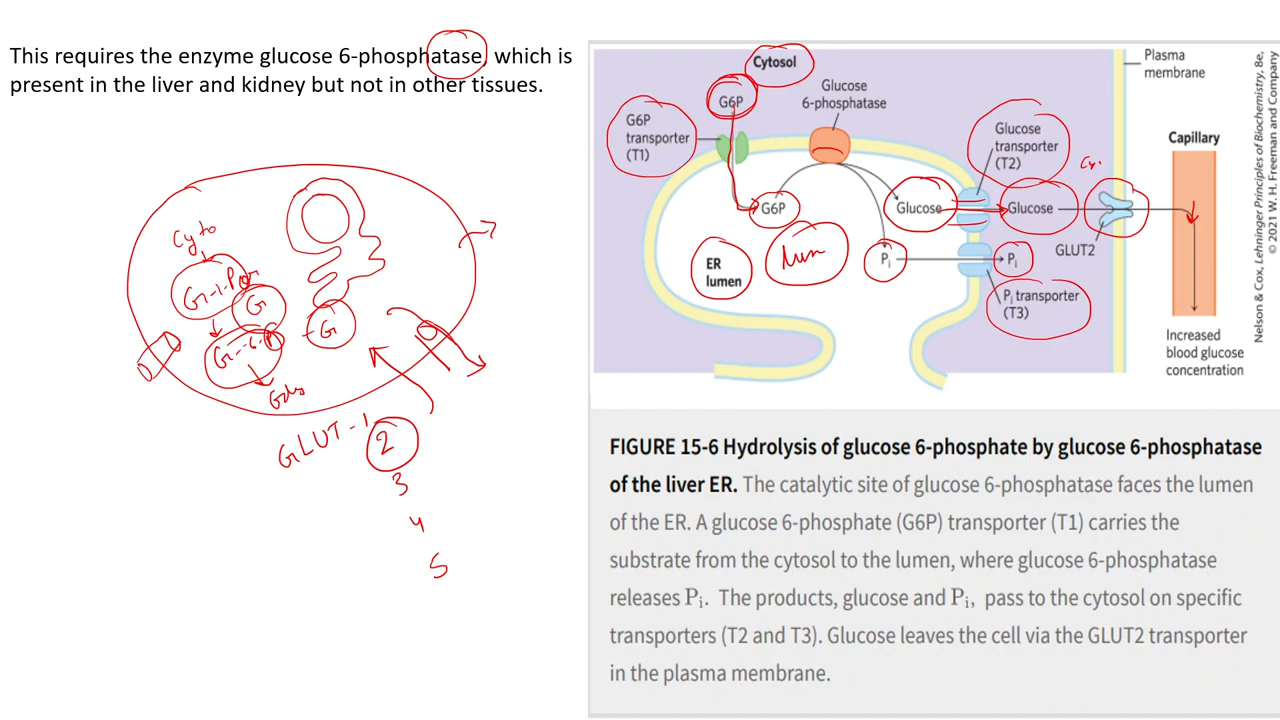 This requires the enzyme glucose 6-phosphatase, which is
present in the liver and kidney but not in other tissues.
Cyto
G-1-P
G
G-6-P
G
GLUT-1
2
3
4
5
Cytosol
G6P
Glucose
6-phosphatase
G6P
transporter
(T1)
G6P
ER
lumen
lum
Glucose
Pi
Glucose
transporter
(T2)
Cy.
Glucose
GLUT2
Pi
Pi transporter
(T3)
Plasma
membrane
Capillary
Increased
blood glucose
concentration
Nelson & Cox, Lehninger Principles of Biochemistry, 8e,
© 2021 W. H. Freeman and Company
FIGURE 15-6 Hydrolysis of glucose 6-phosphate by glucose 6-phosphatase
of the liver ER. The catalytic site of glucose 6-phosphatase faces the lumen
of the ER. A glucose 6-phosphate (G6P) transporter (T1) carries the
substrate from the cytosol to the lumen, where glucose 6-phosphatase
releases Pi. The products, glucose and Pi, pass to the cytosol on specific
transporters (T2 and T3). Glucose leaves the cell via the GLUT2 transporter
in the plasma membrane.